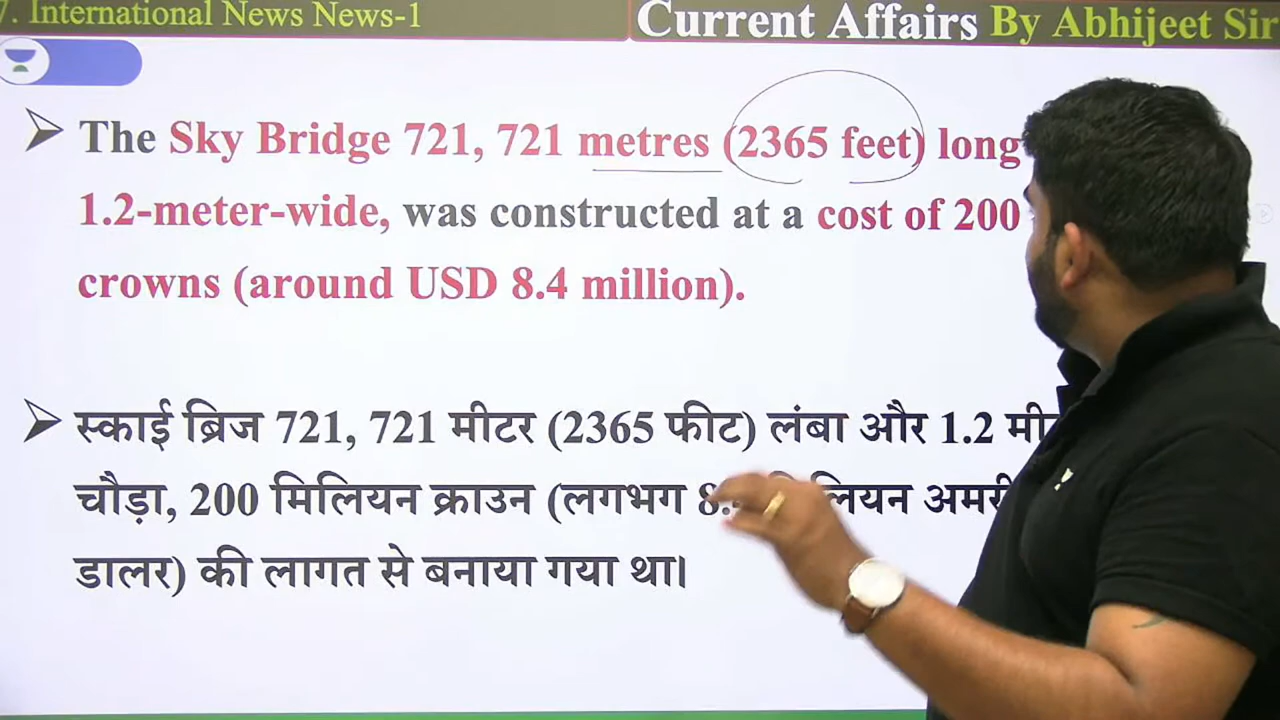 7. International News News-1
Current Affairs By Abhijeet Sir
The Sky Bridge 721, 721 metres (2365 feet) long
1.2-meter-wide, was constructed at a cost of 200
crowns (around USD 8.4 million).
स्काई ब्रिज 721, 721 मीटर (2365 फीट) लंबा और 1.2
चौड़ा, 200 मिलियन क्राउन (लगभग
डालर) की लागत से बनाया गया था।